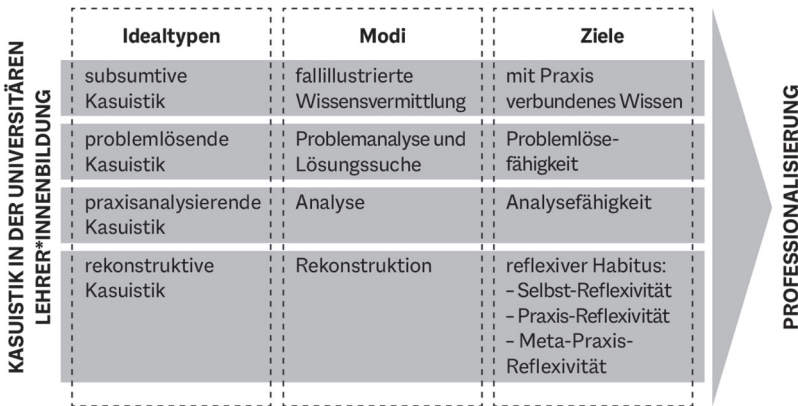 KASUISTIK IN DER UNIVERSITÄREN
LEHRER*INNENBILDUNG
Idealtypen
Modi
Ziele
subsumtive
Kasuistik
fallillustrierte
Wissensvermittlung
mit Praxis
verbundenes Wissen
problemlösende
Kasuistik
Problemanalyse und
Lösungssuche
Problemlöse-
fähigkeit
praxisanalysierende
Kasuistik
Analyse
Analysefähigkeit
rekonstruktive
Kasuistik
Rekonstruktion
reflexiver Habitus:
– Selbst-Reflexivität
– Praxis-Reflexivität
– Meta-Praxis-
Reflexivität
PROFESSIONALISIERUNG